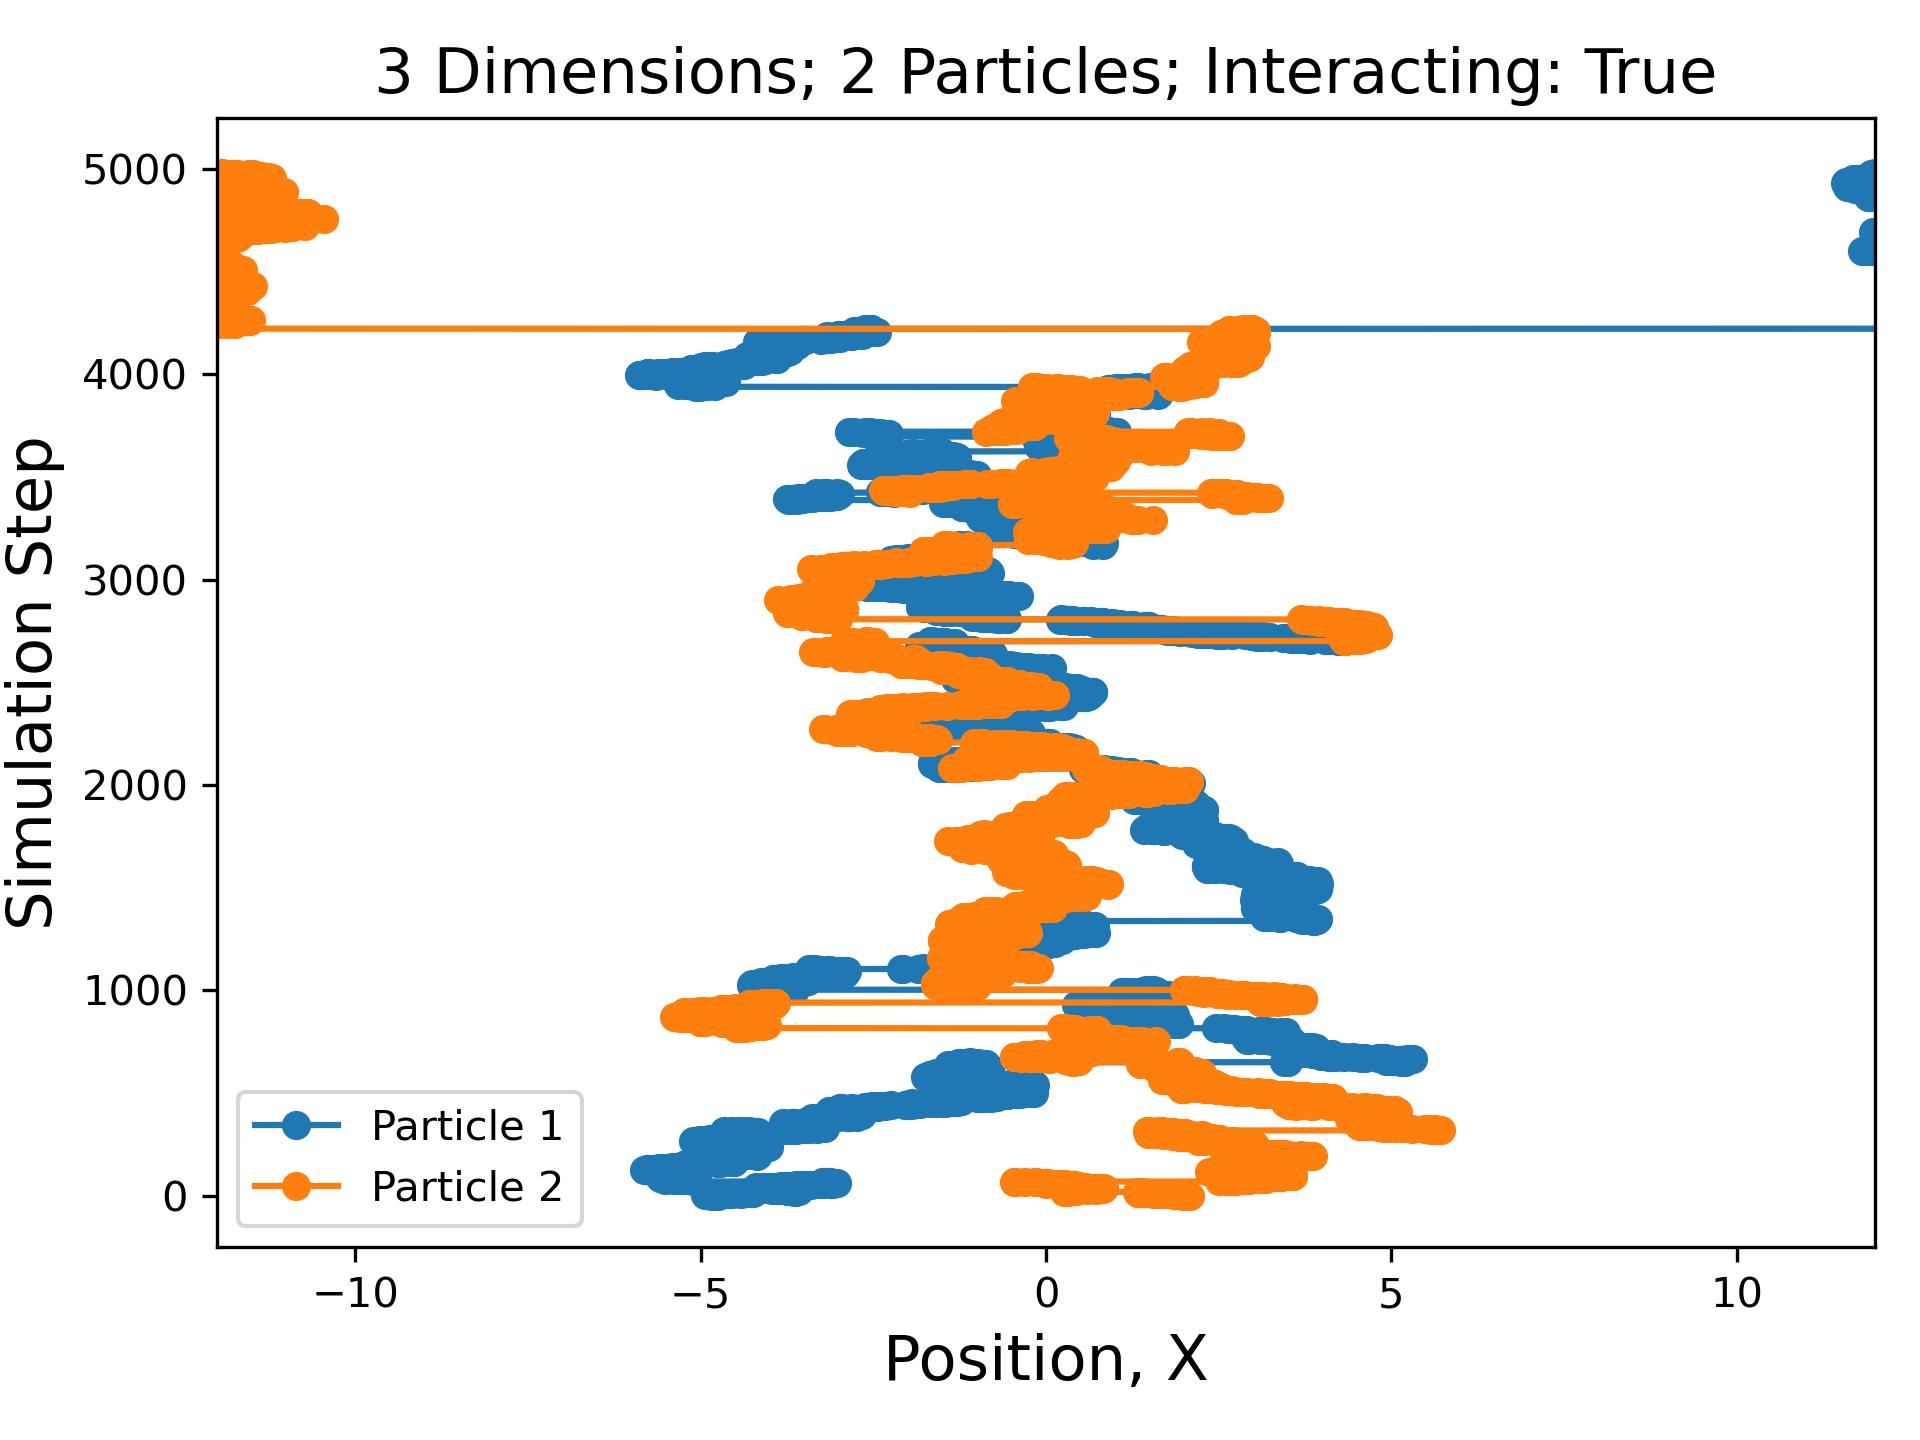 3 Dimensions; 2 Particles; Interacting: True
Simulation Step
5000
4000
3000
2000
1000
0
Particle 1
Particle 2
−10
−5
0
5
10
Position, X